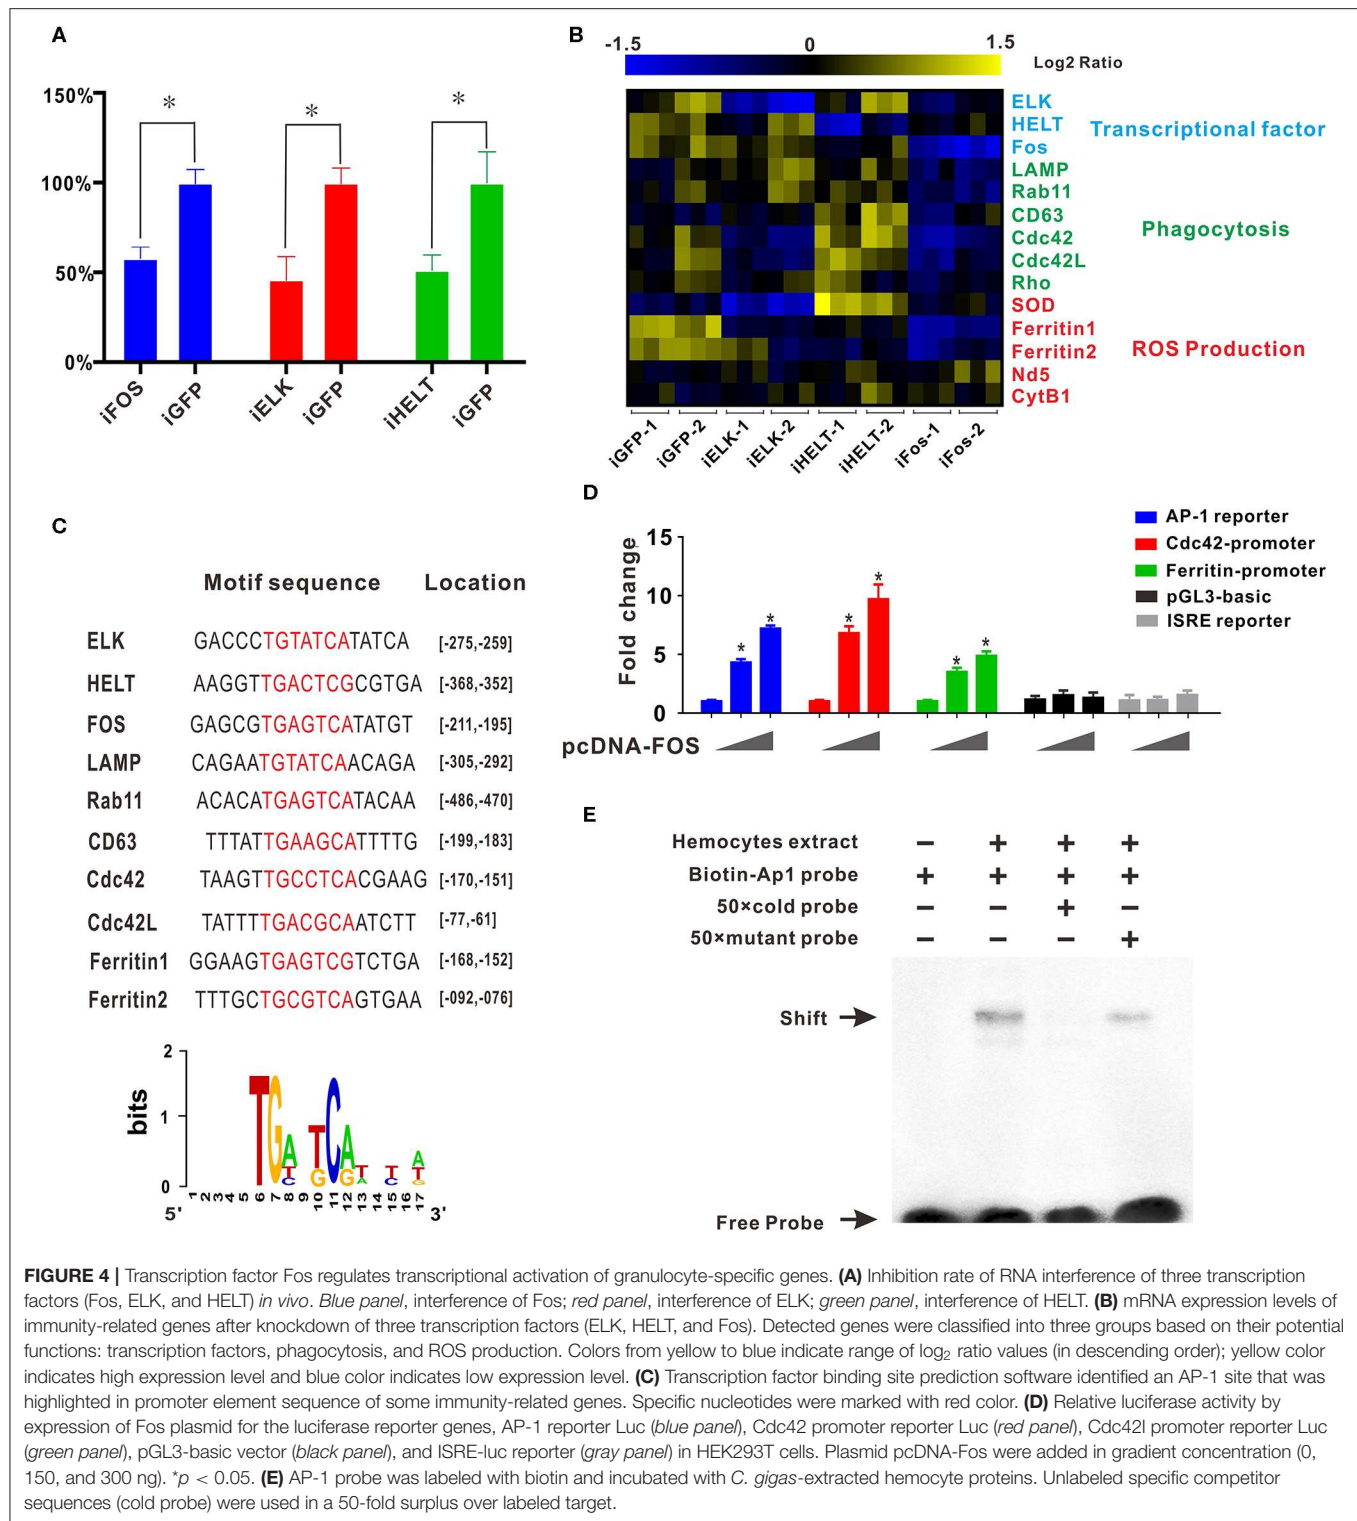 A
150%
100%
50%
0%
*
*
*
iFOS
iGFP
iELK
iGFP
iHELT
iGFP
B
-1.5
0
1.5
Log2 Ratio
ELK
HELT
Fos
LAMP
Rab11
CD63
Cdc42
Cdc42L
Rho
SOD
Ferritin1
Ferritin2
Nd5
CytB1
Transcriptional factor
Phagocytosis
ROS Production
iGFP-1
iGFP-2
iELK-1
iELK-2
iHELT-1
iHELT-2
iFos-1
iFos-2
C
Motif sequence Location
ELK GACCCTGTATCATATCA [-275,-259]
HELT AAGGTTGACTCGCGTGA [-368,-352]
FOS GAGCGTGAGTCATATGT [-211,-195]
LAMP CAGAATGTATCAACAGA [-305,-292]
Rab11 ACACATGAGTCATACAA [-486,-470]
CD63 TTTATTGAAGCATTTTG [-199,-183]
Cdc42 TAAGTTGCCTCACGAAG [-170,-151]
Cdc42L TATTTTGACGCAATCTT [-77,-61]
Ferritin1 GGAAGTGAGTCGTCTGA [-168,-152]
Ferritin2 TTTGCTGCGTCAGTGAA [-092,-076]
bits
2
1
0
5'
1 2 3 4 5 6 7 8 9 10 11 12 13 14 15 16 17
3'
D
Fold change
15
10
5
0
* *
* *
* *
AP-1 reporter
Cdc42-promoter
Ferritin-promoter
pGL3-basic
ISRE reporter
pcDNA-FOS
E
Hemocytes extract − + + +
Biotin-Ap1 probe + + + +
50×cold probe − − + −
50×mutant probe − − − +
Shift
Free Probe
FIGURE 4 | Transcription factor Fos regulates transcriptional activation of granulocyte-specific genes. (A) Inhibition rate of RNA interference of three transcription
factors (Fos, ELK, and HELT) in vivo. Blue panel, interference of Fos; red panel, interference of ELK; green panel, interference of HELT. (B) mRNA expression levels of
immunity-related genes after knockdown of three transcription factors (ELK, HELT, and Fos). Detected genes were classified into three groups based on their potential
functions: transcription factors, phagocytosis, and ROS production. Colors from yellow to blue indicate range of log2 ratio values (in descending order); yellow color
indicates high expression level and blue color indicates low expression level. (C) Transcription factor binding site prediction software identified an AP-1 site that was
highlighted in promoter element sequence of some immunity-related genes. Specific nucleotides were marked with red color. (D) Relative luciferase activity by
expression of Fos plasmid for the luciferase reporter genes, AP-1 reporter Luc (blue panel), Cdc42 promoter reporter Luc (red panel), Cdc42l promoter reporter Luc
(green panel), pGL3-basic vector (black panel), and ISRE-luc reporter (gray panel) in HEK293T cells. Plasmid pcDNA-Fos were added in gradient concentration (0,
150, and 300 ng). *p < 0.05. (E) AP-1 probe was labeled with biotin and incubated with C. gigas-extracted hemocyte proteins. Unlabeled specific competitor
sequences (cold probe) were used in a 50-fold surplus over labeled target.